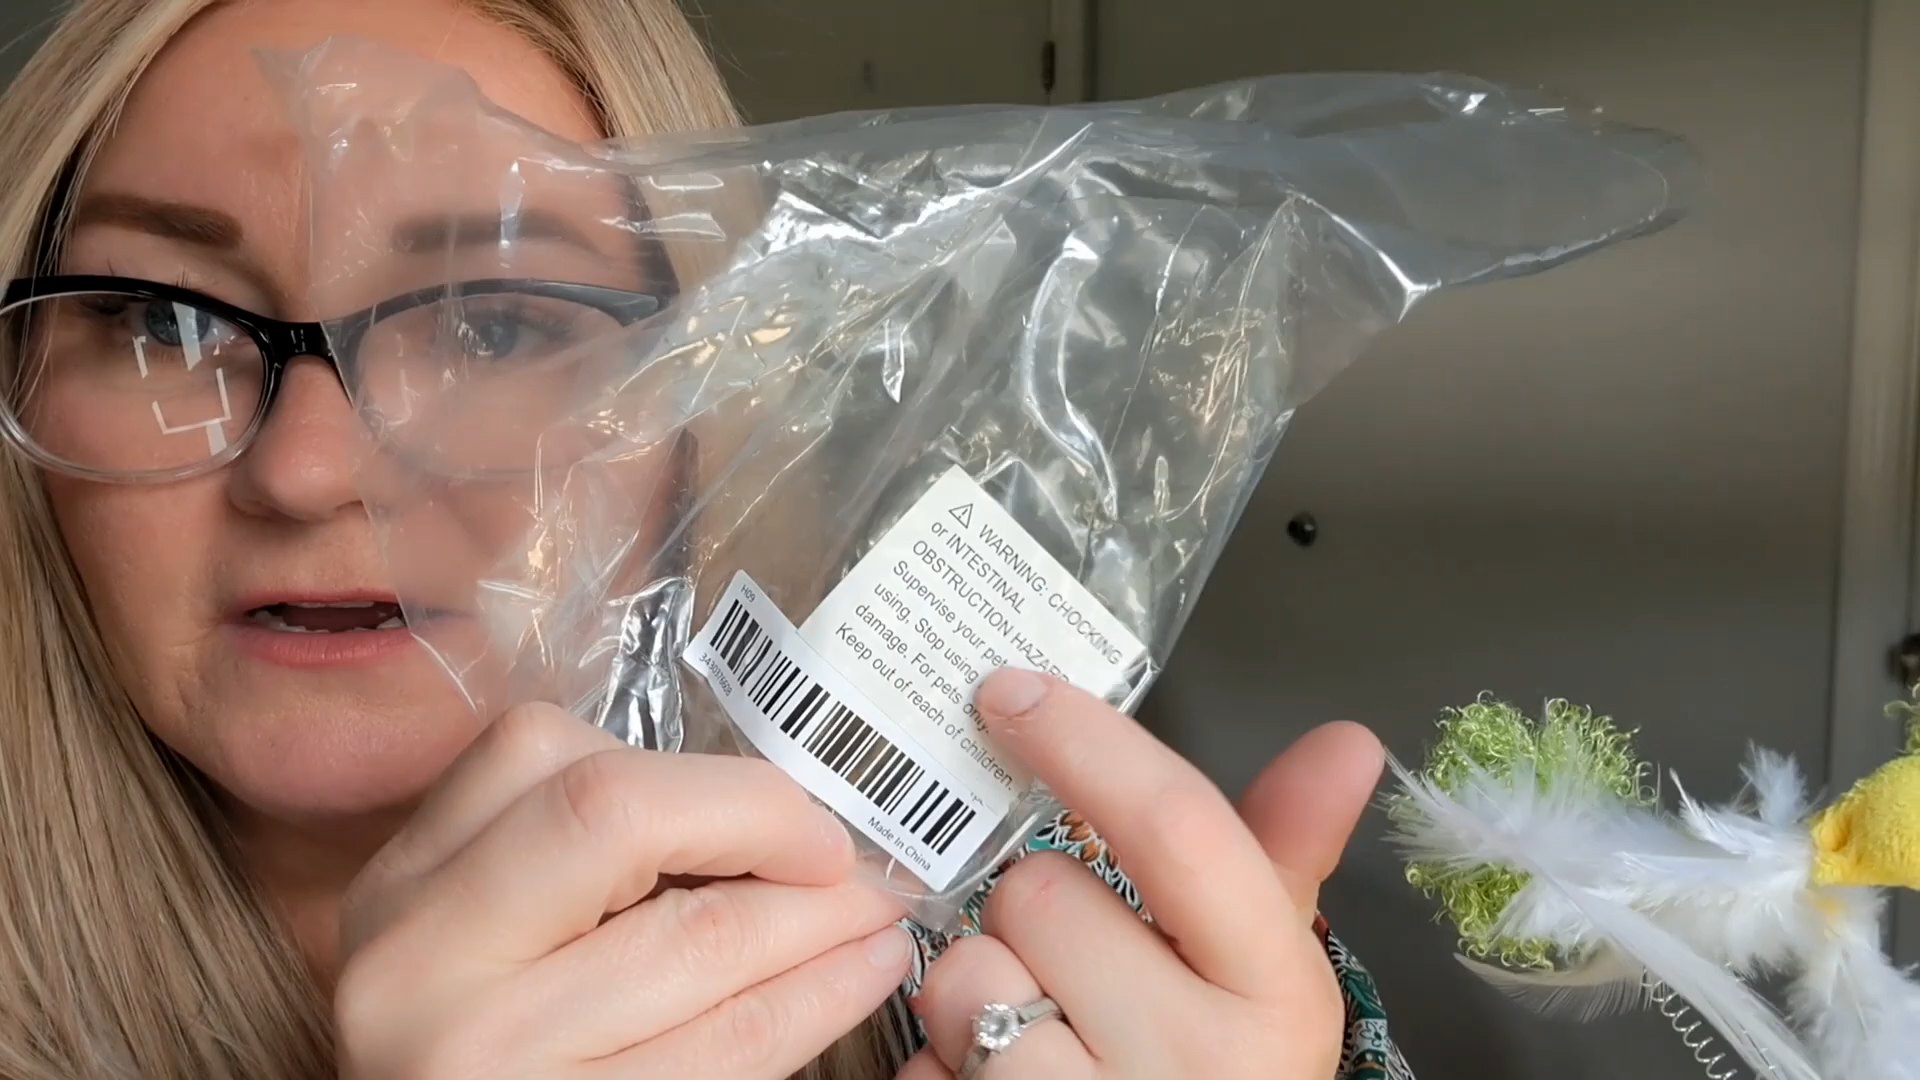 ⚠ WARNING: CHOCKING
or INTESTINAL
OBSTRUCTION HAZARD
Supervise your pet
using. Stop using
damage. For pets only.
Keep out of reach of children.
H09
Made in China